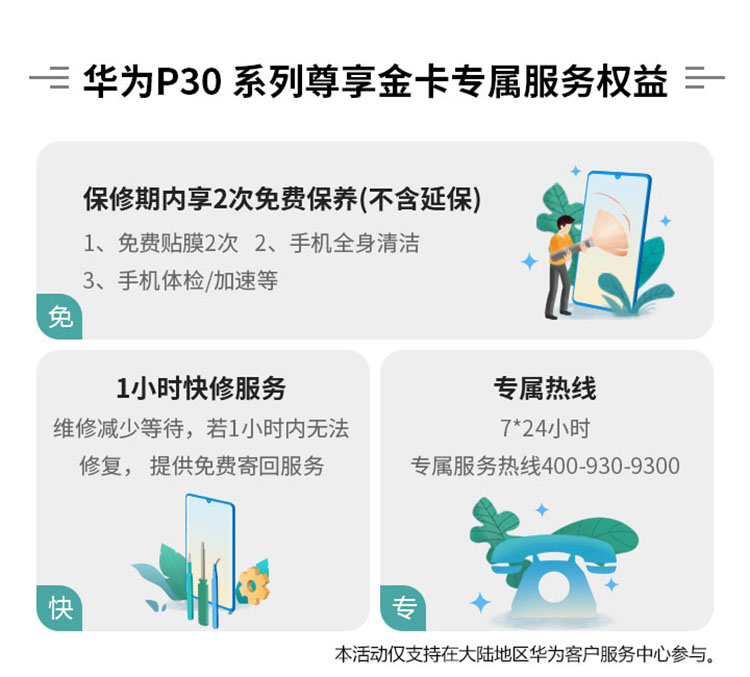 华为P30 系列尊享金卡专属服务权益
保修期内享2次免费保养(不含延保)
1、免费贴膜2次 2、手机全身清洁
3、手机体检/加速等
免
1小时快修服务
维修减少等待，若1小时内无法
修复， 提供免费寄回服务
快
专属热线
7*24小时
专属服务热线400-930-9300
专
本活动仅支持在大陆地区华为客户服务中心参与。